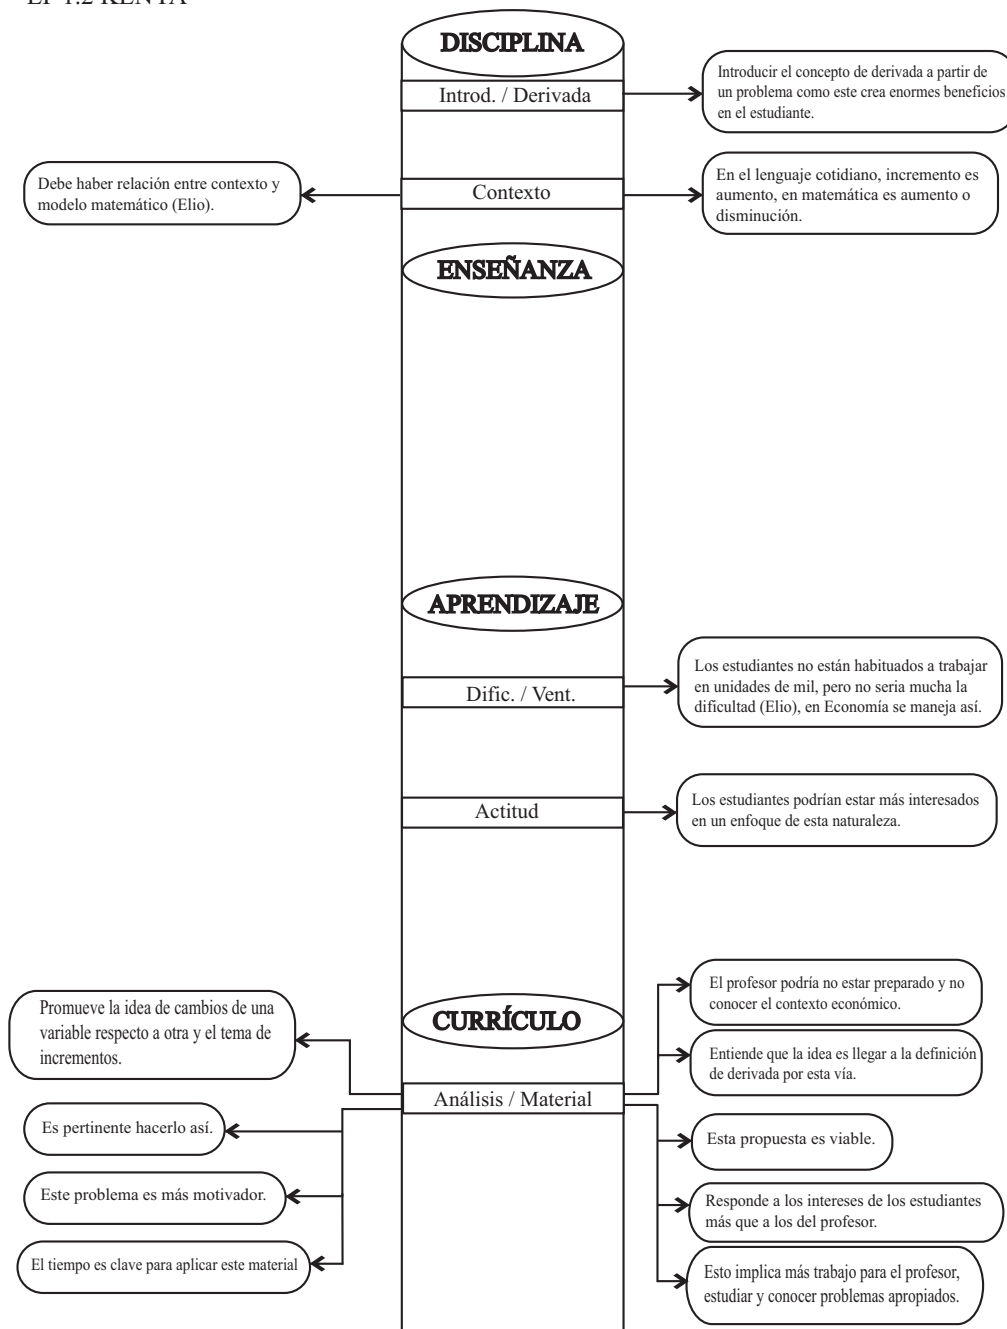 DISCIPLINA
Introd. / Derivada
Introducir el concepto de derivada a partir de
un problema como este crea enormes beneficios
en el estudiante.
Debe haber relación entre contexto y
modelo matemático (Elio).
Contexto
En el lenguaje cotidiano, incremento es
aumento, en matemática es aumento o
disminución.
ENSEÑANZA
APRENDIZAJE
Dific. / Vent.
Los estudiantes no están habituados a trabajar
en unidades de mil, pero no seria mucha la
dificultad (Elio), en Economía se maneja así.
Actitud
Los estudiantes podrían estar más interesados
en un enfoque de esta naturaleza.
CURRÍCULO
Análisis / Material
Promueve la idea de cambios de una
variable respecto a otra y el tema de
incrementos.
Es pertinente hacerlo así.
Este problema es más motivador.
El tiempo es clave para aplicar este material
El profesor podría no estar preparado y no
conocer el contexto económico.
Entiende que la idea es llegar a la definición
de derivada por esta vía.
Esta propuesta es viable.
Responde a los intereses de los estudiantes
más que a los del profesor.
Esto implica más trabajo para el profesor,
estudiar y conocer problemas apropiados.